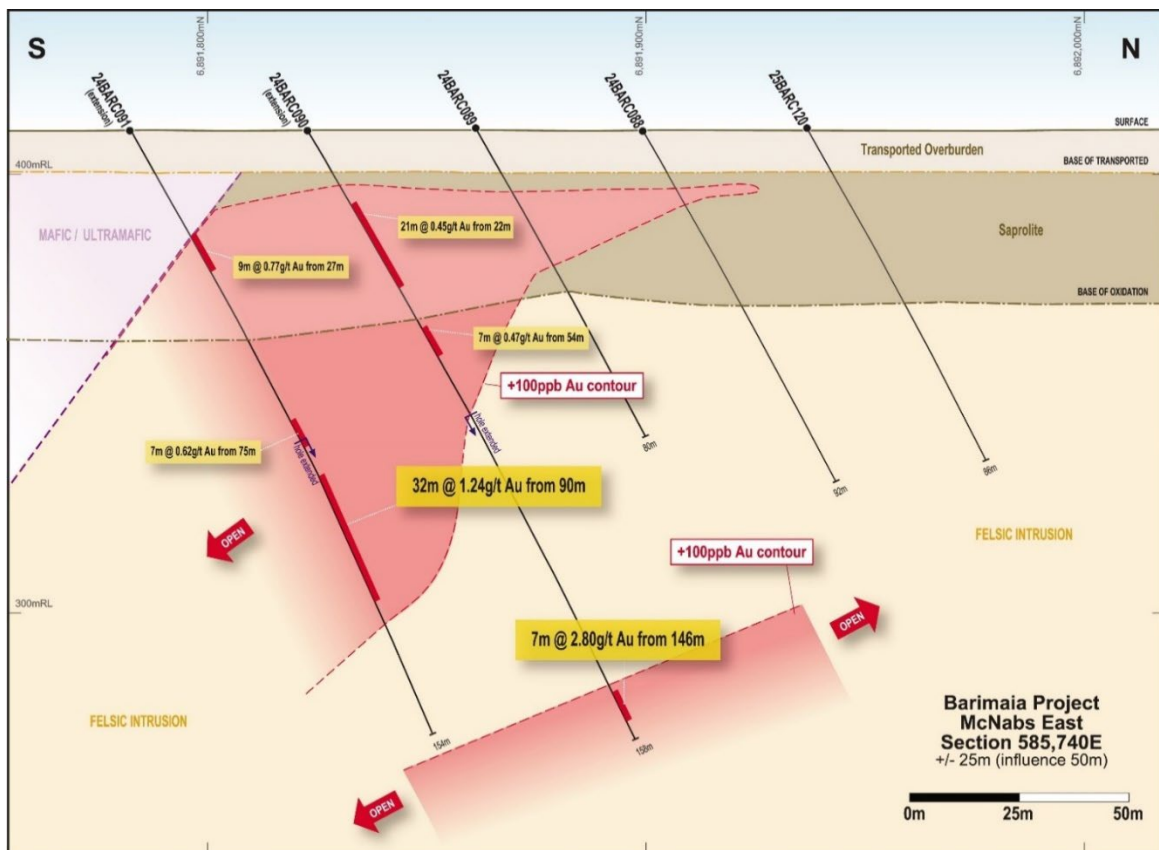 S
N
6,891,800mN
6,891,900mN
6,892,000mN
24BARC091
(extension)
24BARC090
(extension)
24BARC089
24BARC088
25BARC120
SURFACE
Transported Overburden
BASE OF TRANSPORTED
400mRL
MAFIC / ULTRAMAFIC
21m @ 0.45g/t Au from 22m
Saprolite
9m @ 0.77g/t Au from 27m
BASE OF OXIDATION
7m @ 0.47g/t Au from 54m
+100ppb Au contour
hole extended
80m
7m @ 0.62g/t Au from 75m
hole extended
86m
92m
32m @ 1.24g/t Au from 90m
OPEN
FELSIC INTRUSION
+100ppb Au contour
300mRL
OPEN
7m @ 2.80g/t Au from 146m
FELSIC INTRUSION
154m
158m
OPEN
Barimaia Project
McNabs East
Section 585,740E
+/- 25m (influence 50m)
0m
25m
50m